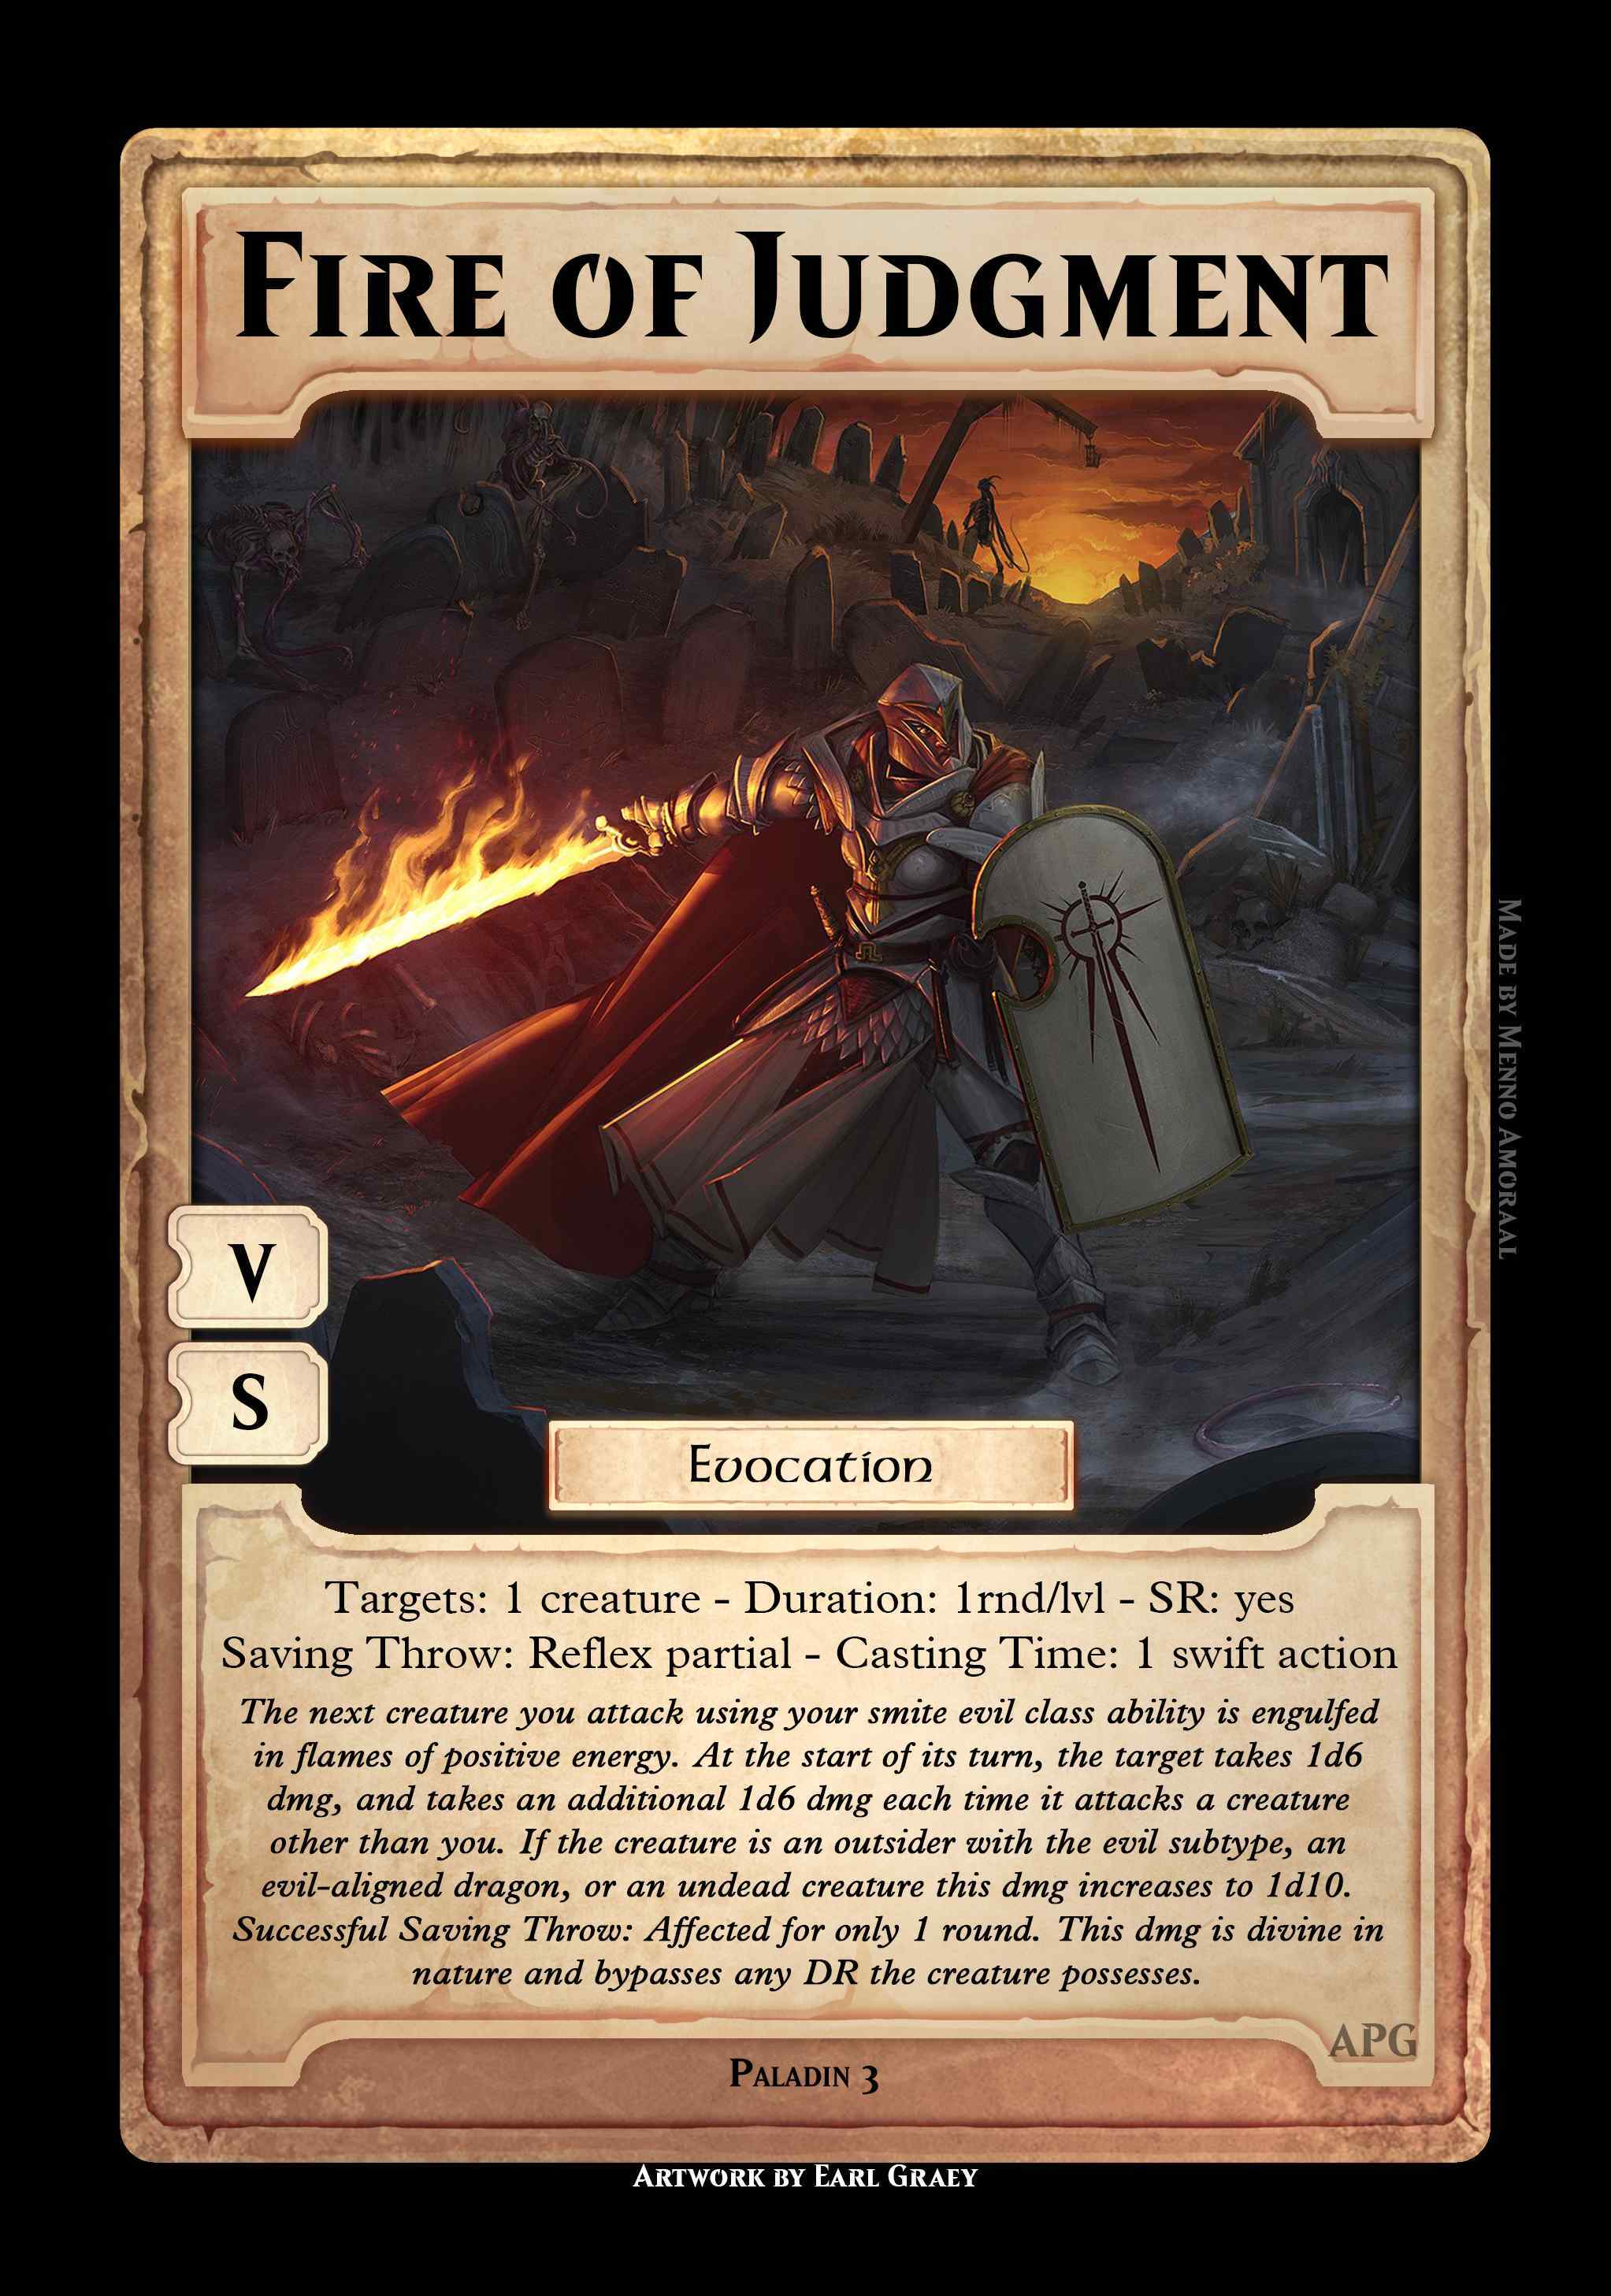 Fire of Judgment
V
S
Evocation
Targets: 1 creature - Duration: 1rnd/lvl - SR: yes
Saving Throw: Reflex partial - Casting Time: 1 swift action
The next creature you attack using your smite evil class ability is engulfed
in flames of positive energy. At the start of its turn, the target takes 1d6
dmg, and takes an additional 1d6 dmg each time it attacks a creature
other than you. If the creature is an outsider with the evil subtype, an
evil-aligned dragon, or an undead creature this dmg increases to 1d10.
Successful Saving Throw: Affected for only 1 round. This dmg is divine in
nature and bypasses any DR the creature possesses.
APG
Paladin 3
Artwork by Earl Graey
Made by Menno Amoraal